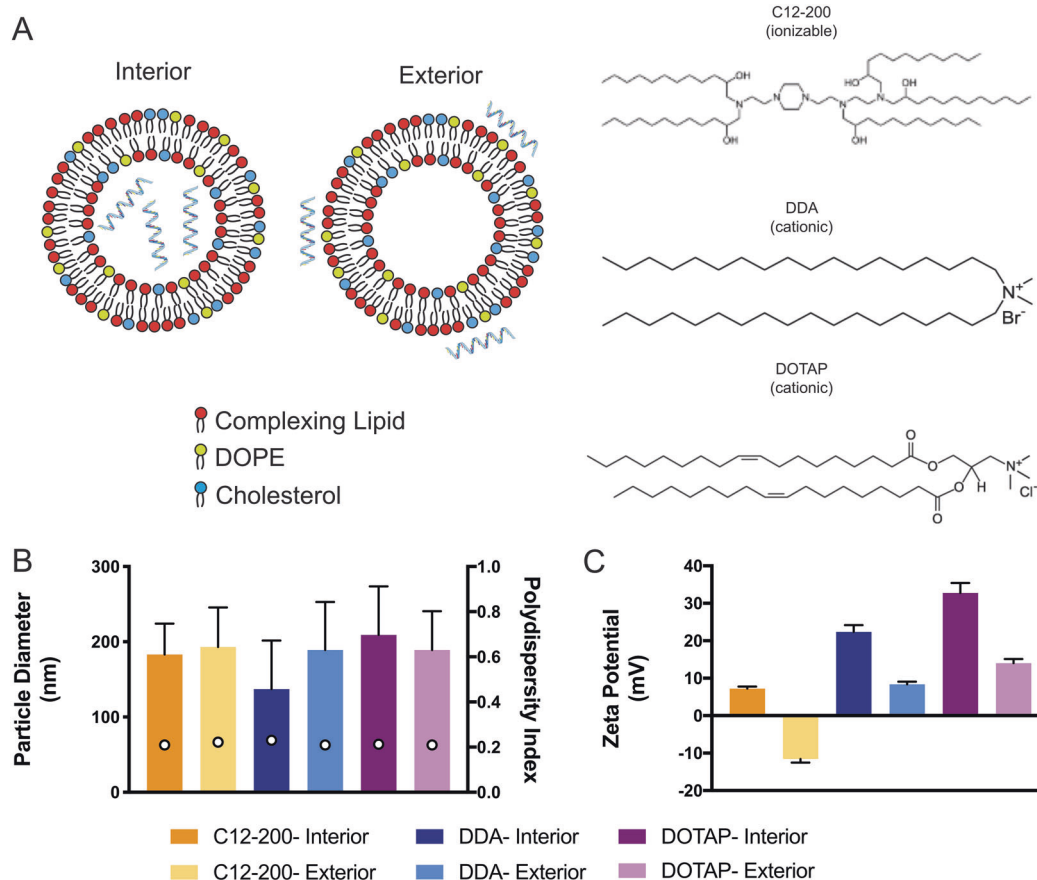 A
Interior
Exterior
Complexing Lipid
DOPE
Cholesterol
C12-200
(ionizable)
OH
HO
OH
N
N
N
N
N
OH
OH
DDA
(cationic)
N+
Br-
DOTAP
(cationic)
O
O
N+
O
H
Cl-
O
B
300
200
100
0
Particle Diameter
(nm)
1.0
0.8
0.6
0.4
0.2
0.0
Polydispersity Index
C
40
30
20
10
0
-10
-20
Zeta Potential
(mV)
C12-200- Interior
DDA- Interior
DOTAP- Interior
C12-200- Exterior
DDA- Exterior
DOTAP- Exterior